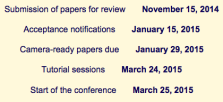 Submission of papers for review November 15, 2014
Acceptance notifications January 15, 2015
Camera-ready papers due January 29, 2015
Tutorial sessions March 24, 2015
Start of the conference March 25, 2015